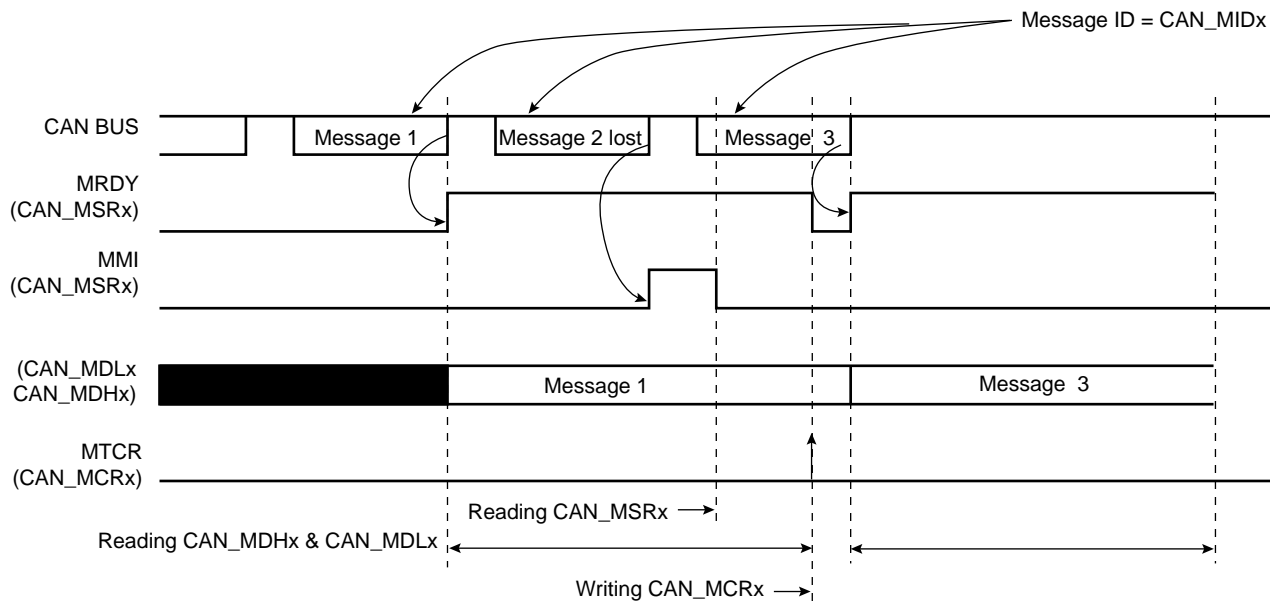 Message ID = CAN_MIDx
CAN BUS
Message 1
Message 2 lost
Message 3
MRDY
(CAN_MSRx)
MMI
(CAN_MSRx)
(CAN_MDLx
CAN_MDHx)
Message 1
Message 3
MTCR
(CAN_MCRx)
Reading CAN_MSRx
Reading CAN_MDHx & CAN_MDLx
Writing CAN_MCRx